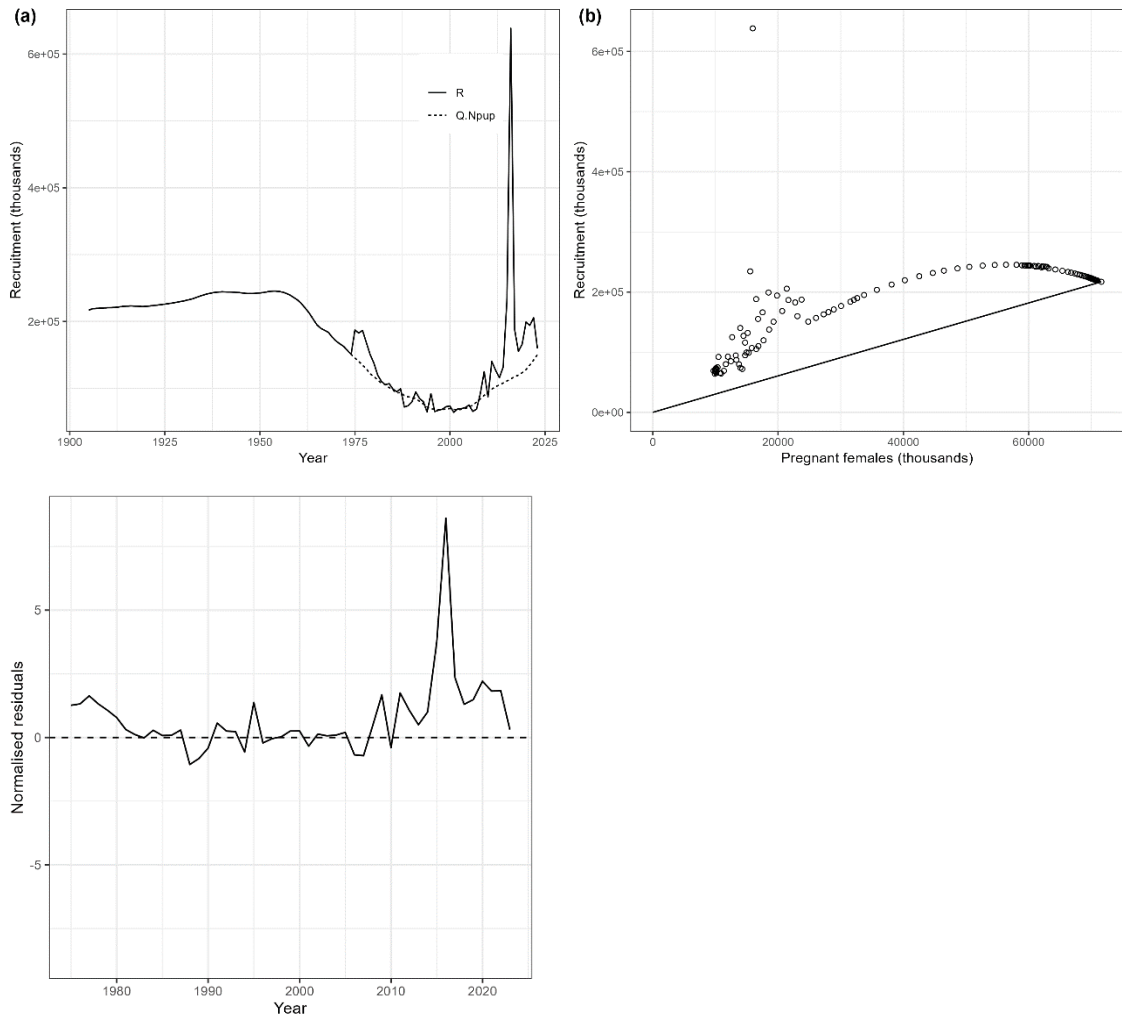 (a)
Recruitment (thousands)
6e+05
4e+05
2e+05
R
Q.Npup
1900
1925
1950
1975
2000
2025
Year
(b)
Recruitment (thousands)
6e+05
4e+05
2e+05
0e+00
0
20000
40000
60000
Pregnant females (thousands)
Normalised residuals
5
0
-5
1980
1990
2000
2010
2020
Year